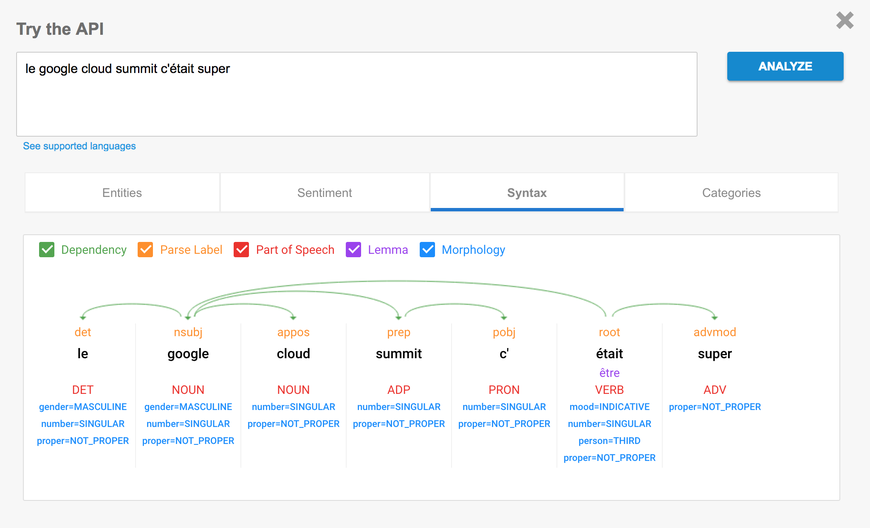 Try the API
le google cloud summit c'était super
ANALYZE
See supported languages
Entities Sentiment Syntax Categories
Dependency Parse Label Part of Speech Lemma Morphology
det nsubj appos prep pobj root advmod
le google cloud summit c' était super
être
DET NOUN NOUN ADP PRON VERB ADV
gender=MASCULINE gender=MASCULINE number=SINGULAR number=SINGULAR number=SINGULAR mood=INDICATIVE proper=NOT_PROPER
number=SINGULAR number=SINGULAR proper=NOT_PROPER proper=NOT_PROPER proper=NOT_PROPER number=SINGULAR
proper=NOT_PROPER proper=NOT_PROPER person=THIRD
proper=NOT_PROPER